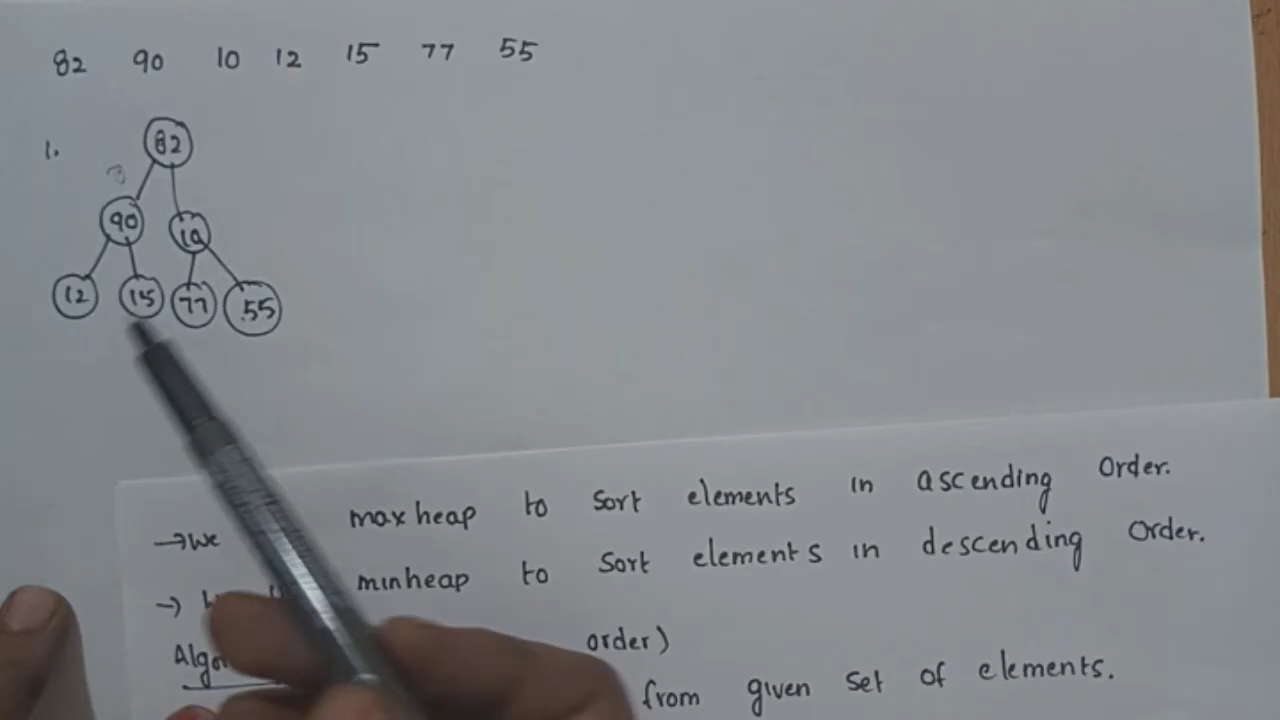 82 90 10 12 15 77 55
1.
82
90 10
12 15 77 55
→ We maxheap to sort elements in ascending order.
→ minheap to sort elements in descending order.
order)
from given set of elements.